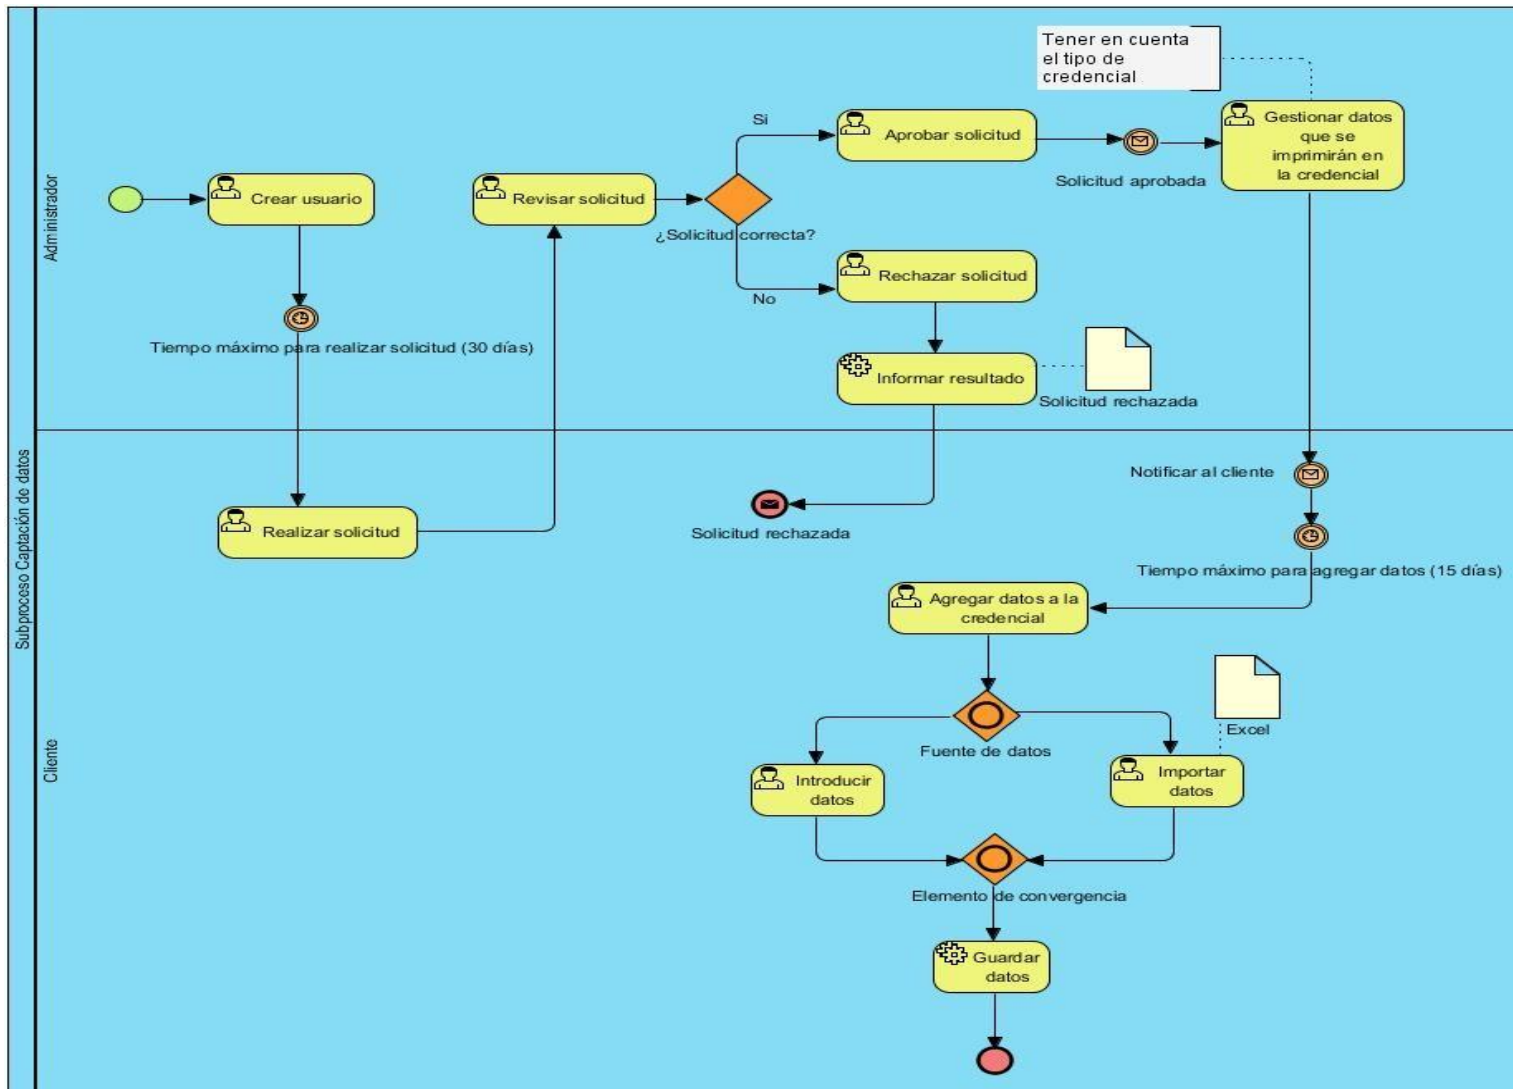 Subproceso Captación de datos
Administrador
Tener en cuenta
el tipo de
credencial
Crear usuario
Tiempo máximo para realizar solicitud (30 días)
Revisar solicitud
¿Solicitud correcta?
Si
Aprobar solicitud
Solicitud aprobada
Gestionar datos
que se
imprimirán en
la credencial
No
Rechazar solicitud
Informar resultado
Solicitud rechazada
Cliente
Realizar solicitud
Solicitud rechazada
Notificar al cliente
Tiempo máximo para agregar datos (15 días)
Agregar datos a la
credencial
Fuente de datos
Excel
Introducir
datos
Importar
datos
Elemento de convergencia
Guardar
datos